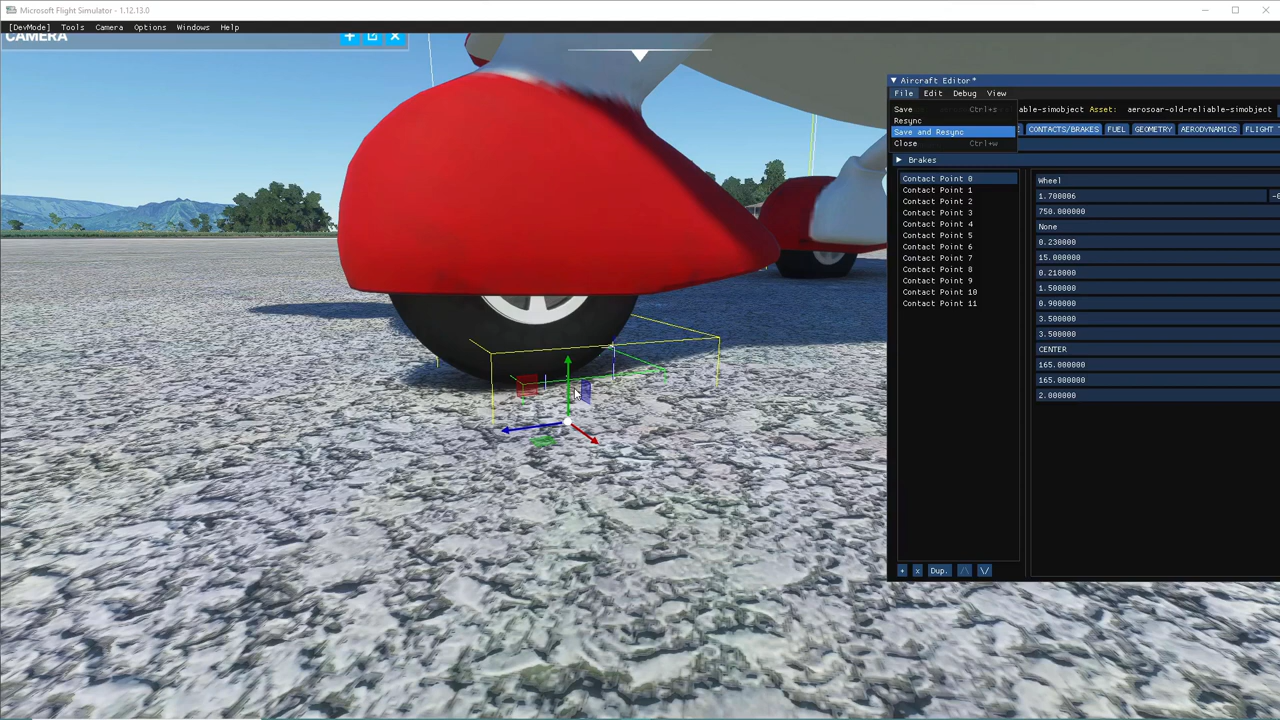 Microsoft Flight Simulator - 1.12.13.0
[DevMode] Tools Camera Options Windows Help
CAMERA
Aircraft Editor*
File Edit Debug View
Save Ctrl+s
Resync
Save and Resync
Close Ctrl+w
able-simobject Asset: aerosoar-old-reliable-simobject
CONTACTS/BRAKES FUEL GEOMETRY AERODYNAMICS FLIGHT
Brakes
Contact Point 0
Contact Point 1
Contact Point 2
Contact Point 3
Contact Point 4
Contact Point 5
Contact Point 6
Contact Point 7
Contact Point 8
Contact Point 9
Contact Point 10
Contact Point 11
Wheel
1.700006
750.000000
None
0.230000
15.000000
0.218000
1.500000
0.900000
3.500000
3.500000
CENTER
165.000000
165.000000
2.000000
+ x Dup. /\ \/